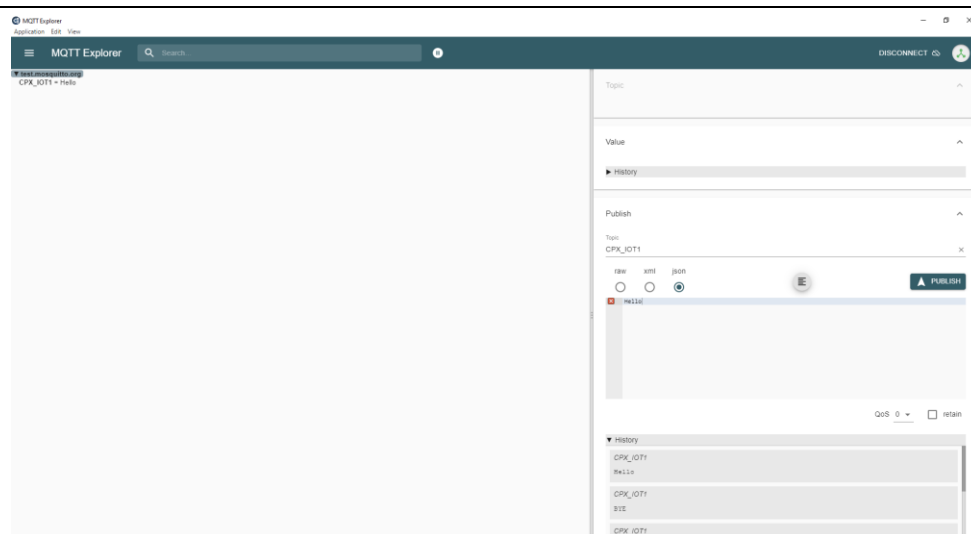 MQTT Explorer
Application Edit View
MQTT Explorer
Search...
DISCONNECT
test.mosquitto.org
CPX_IOT1 = Hello
Topic
Value
History
Publish
Topic
CPX_IOT1
raw xml json
PUBLISH
Hello
QoS 0 retain
History
CPX_IOT1
Hello
CPX_IOT1
BYE
CPX_IOT1